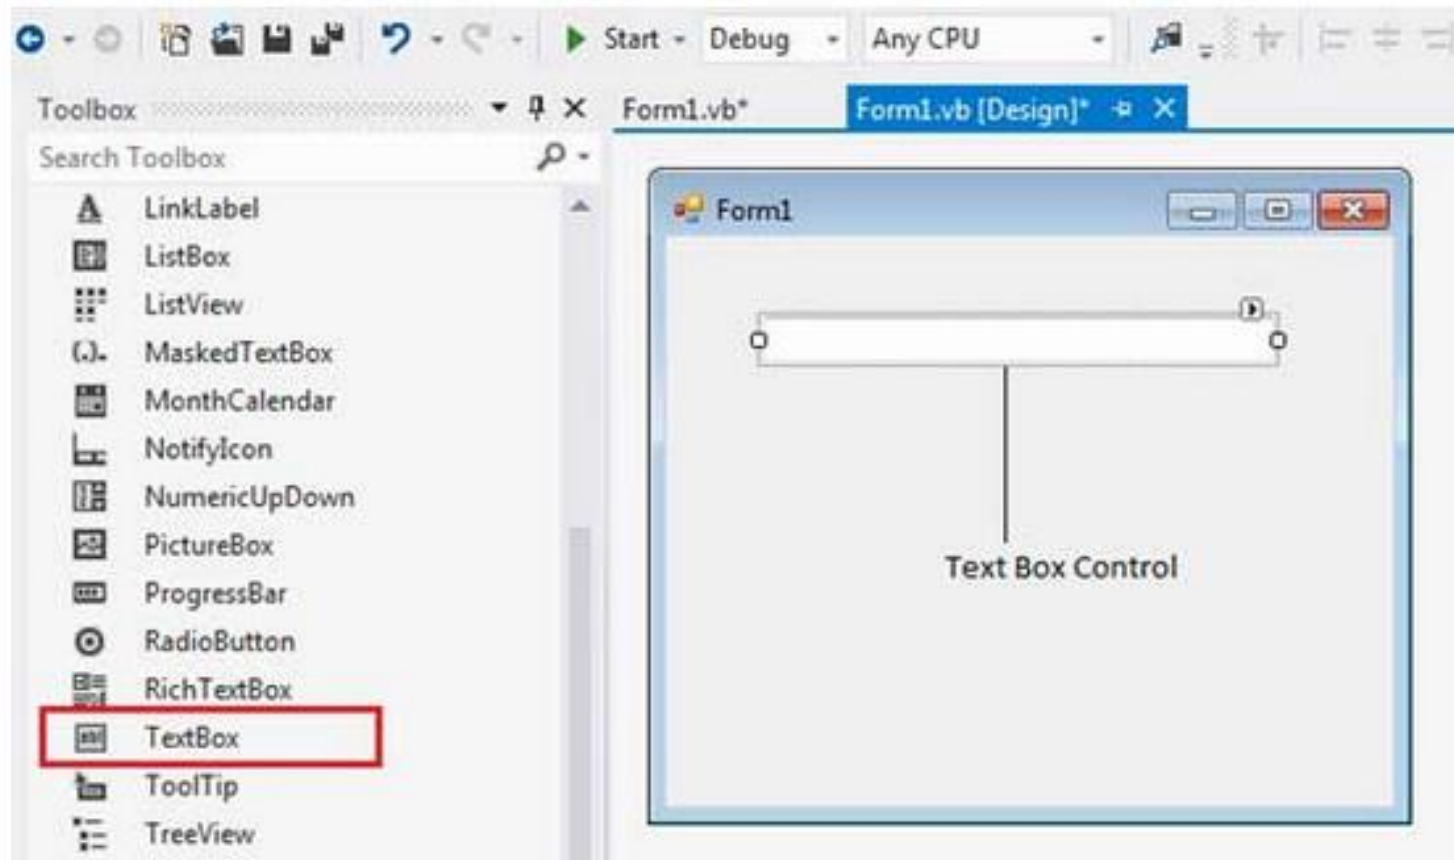 Start Debug Any CPU
Toolbox
Form1.vb*
Form1.vb [Design]*
Search Toolbox
LinkLabel
ListBox
ListView
MaskedTextBox
MonthCalendar
NotifyIcon
NumericUpDown
PictureBox
ProgressBar
RadioButton
RichTextBox
TextBox
ToolTip
TreeView
Form1
Text Box Control